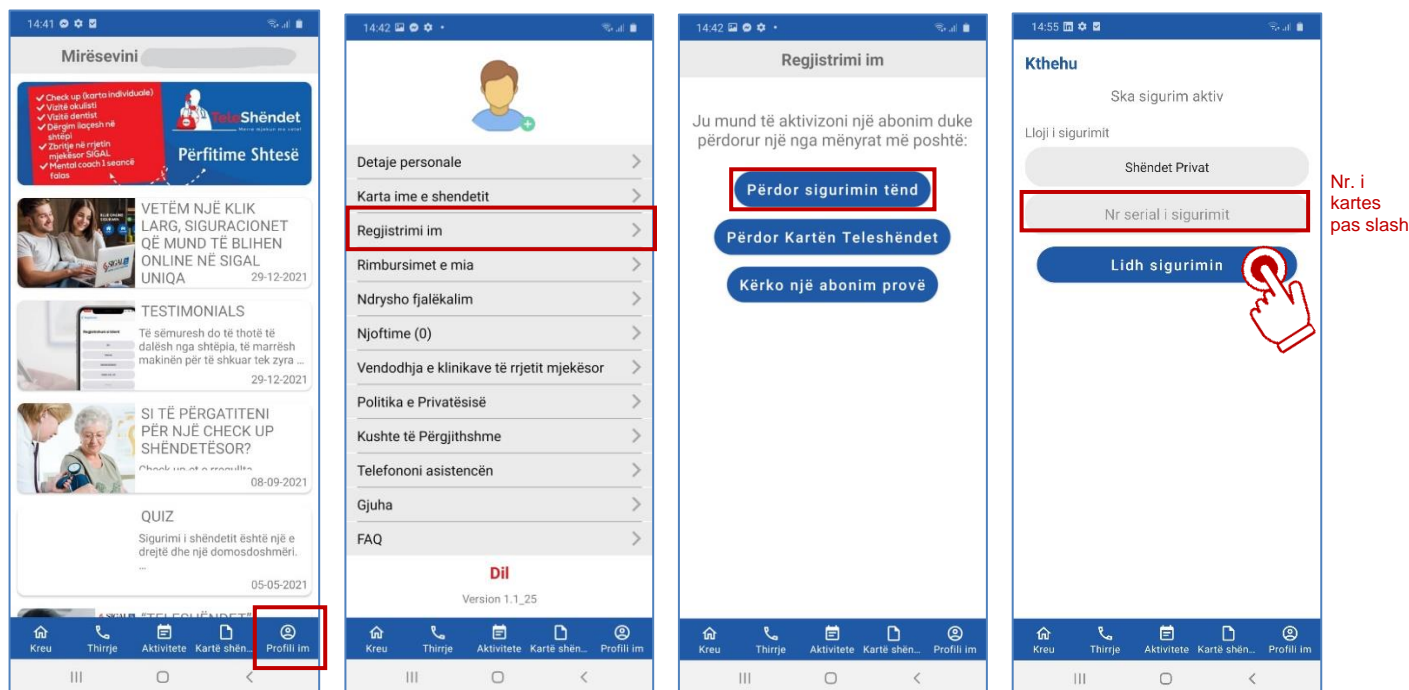 14:41
Mirësevini
Check up (karta individuale)
Vizitë okulisti
Vizitë dentist
Dërgim ilaçesh në
shtëpi
Zbritje në rrjetin
mjekësor SIGAL
Mental coach 1 seancë
falas
TeleShëndet
Përfitime Shtesë
VETËM NJË KLIK
LARG, SIGURACIONET
QË MUND TË BLIHEN
ONLINE NË SIGAL
UNIQA
29-12-2021
TESTIMONIALS
Të sëmuresh do të thotë të
dalësh nga shtëpia, të marrësh
makinën për të shkuar tek zyra ...
29-12-2021
SI TË PËRGATITENI
PËR NJË CHECK UP
SHËNDETËSOR?
Check up-et e rregullta
08-09-2021
QUIZ
Sigurimi i shëndetit është një e
drejtë dhe një domosdoshmëri.
...
05-05-2021
"TELESHËNDET"
Kreu
Thirrje
Aktivitete
Kartë shën...
Profili im
14:42
Detaje personale
Karta ime e shendetit
Regjistrimi im
Rimbursimet e mia
Ndrysho fjalëkalim
Njoftime (0)
Vendodhja e klinikave të rrjetit mjekësor
Politika e Privatësisë
Kushte të Përgjithshme
Telefononi asistencën
Gjuha
FAQ
Dil
Version 1.1_25
Kreu
Thirrje
Aktivitete
Kartë shën...
Profili im
14:42
Regjistrimi im
Ju mund të aktivizoni një abonim duke
përdorur një nga mënyrat më poshtë:
Përdor sigurimin tënd
Përdor Kartën Teleshëndet
Kërko një abonim provë
Kreu
Thirrje
Aktivitete
Kartë shën...
Profili im
14:55
Kthehu
Ska sigurim aktiv
Lloji i sigurimit
Shëndet Privat
Nr serial i sigurimit
Lidh sigurimin
Kreu
Thirrje
Aktivitete
Kartë shën...
Profili im
Nr. i
kartes
pas slash